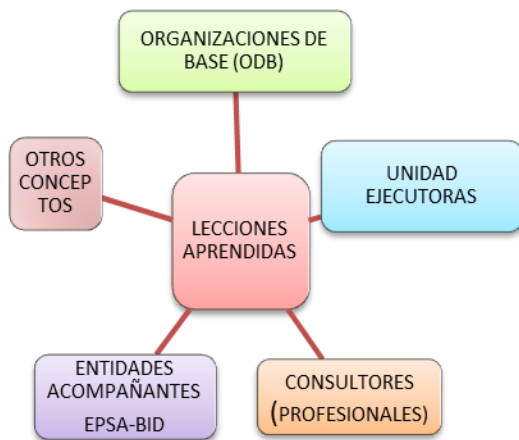 ORGANIZACIONES DE
BASE (ODB)
OTROS
CONCEP
TOS
UNIDAD
EJECUTORAS
LECCIONES
APRENDIDAS
ENTIDADES
ACOMPAÑANTES
EPSA-BID
CONSULTORES
(PROFESIONALES)